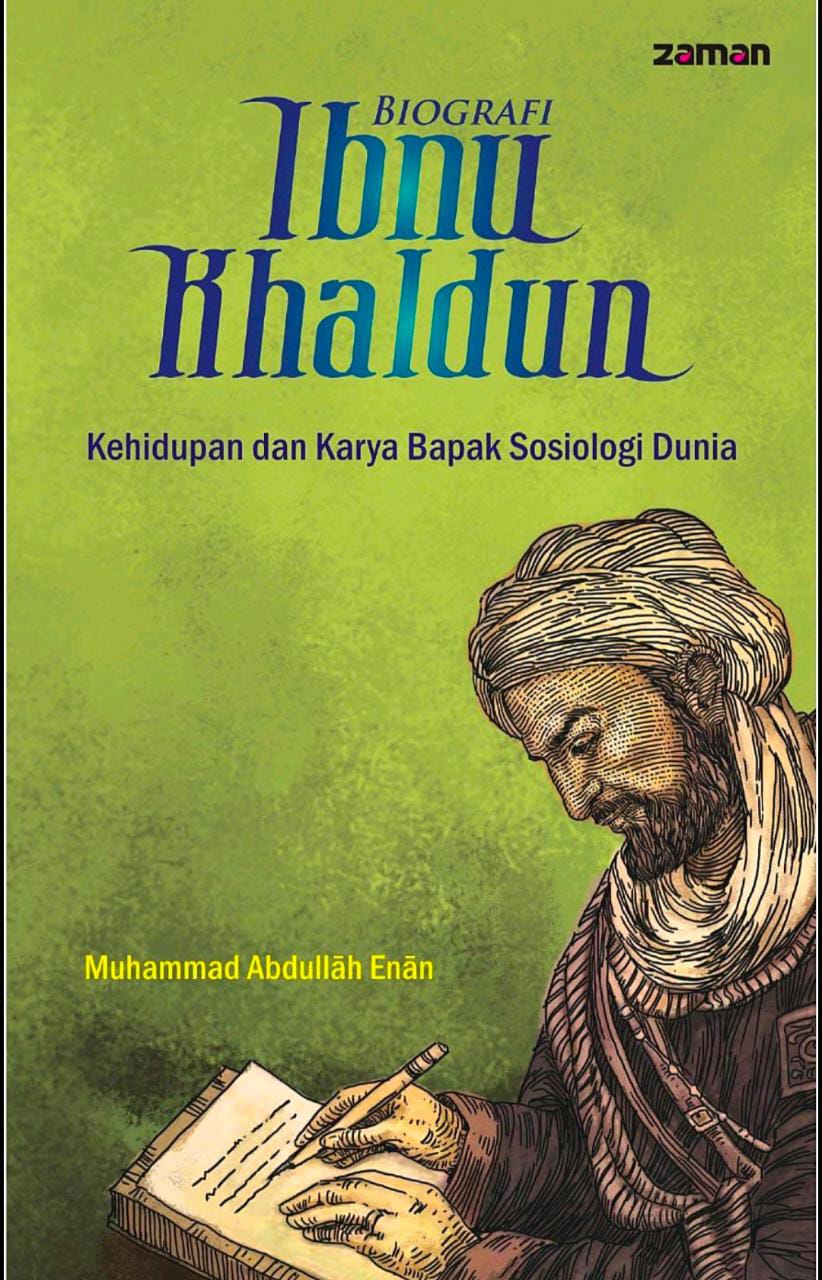 zaman
BIOGRAFI
Ibnu
Khaldun
Kehidupan dan Karya Bapak Sosiologi Dunia
Muhammad Abdullāh Enān